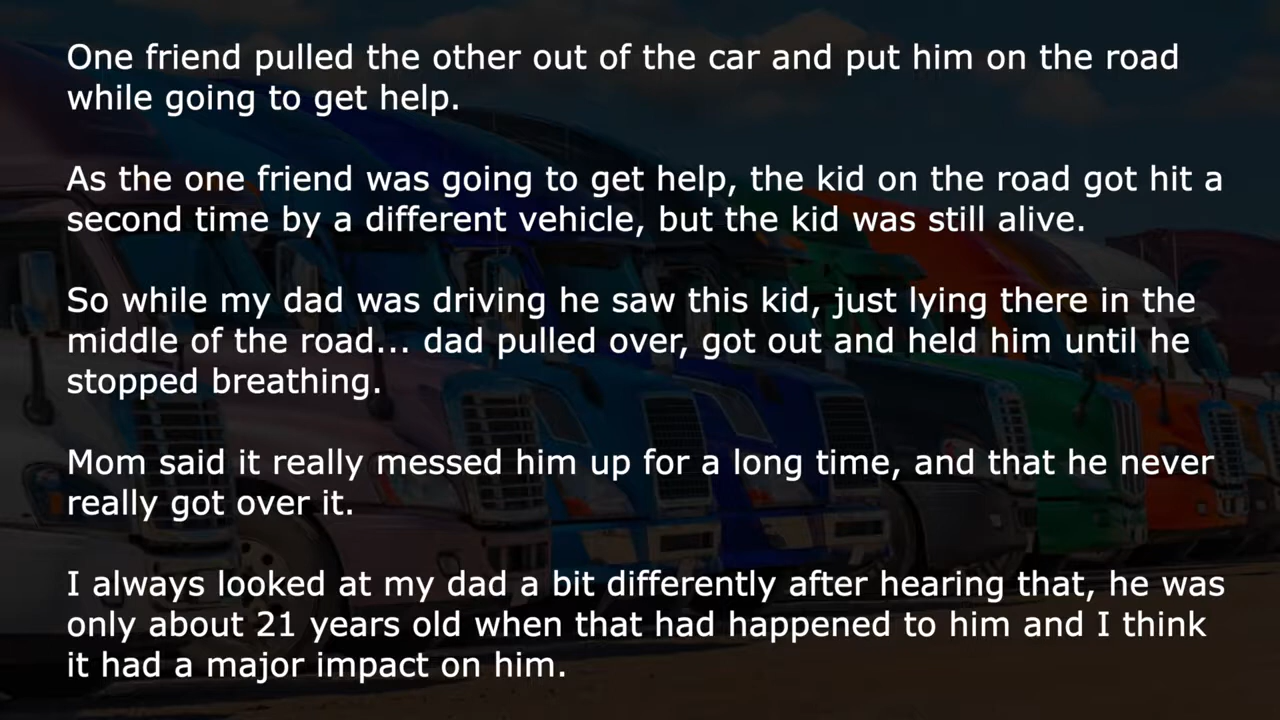 One friend pulled the other out of the car and put him on the road
while going to get help.
As the one friend was going to get help, the kid on the road got hit a
second time by a different vehicle, but the kid was still alive.
So while my dad was driving he saw this kid, just lying there in the
middle of the road... dad pulled over, got out and held him until he
stopped breathing.
Mom said it really messed him up for a long time, and that he never
really got over it.
I always looked at my dad a bit differently after hearing that, he was
only about 21 years old when that had happened to him and I think
it had a major impact on him.